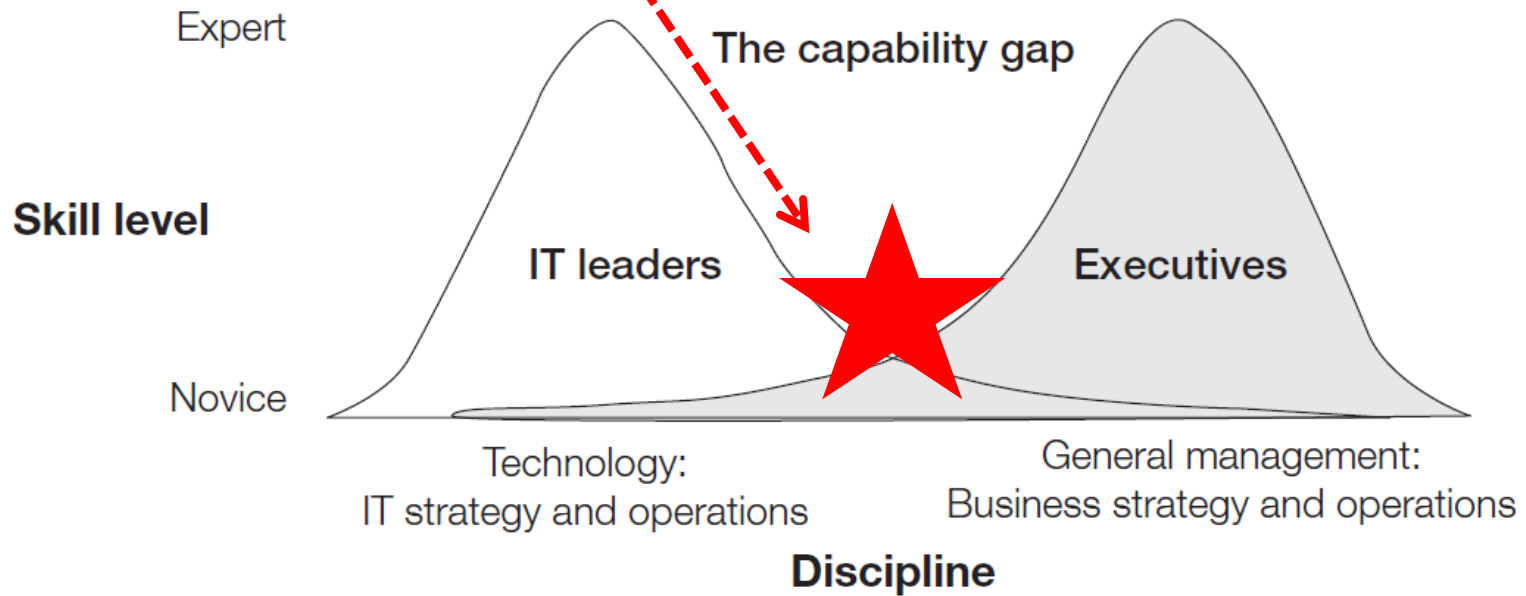 Expert
The capability gap
Skill level
IT leaders
Executives
Novice
Technology:
IT strategy and operations
General management:
Business strategy and operations
Discipline